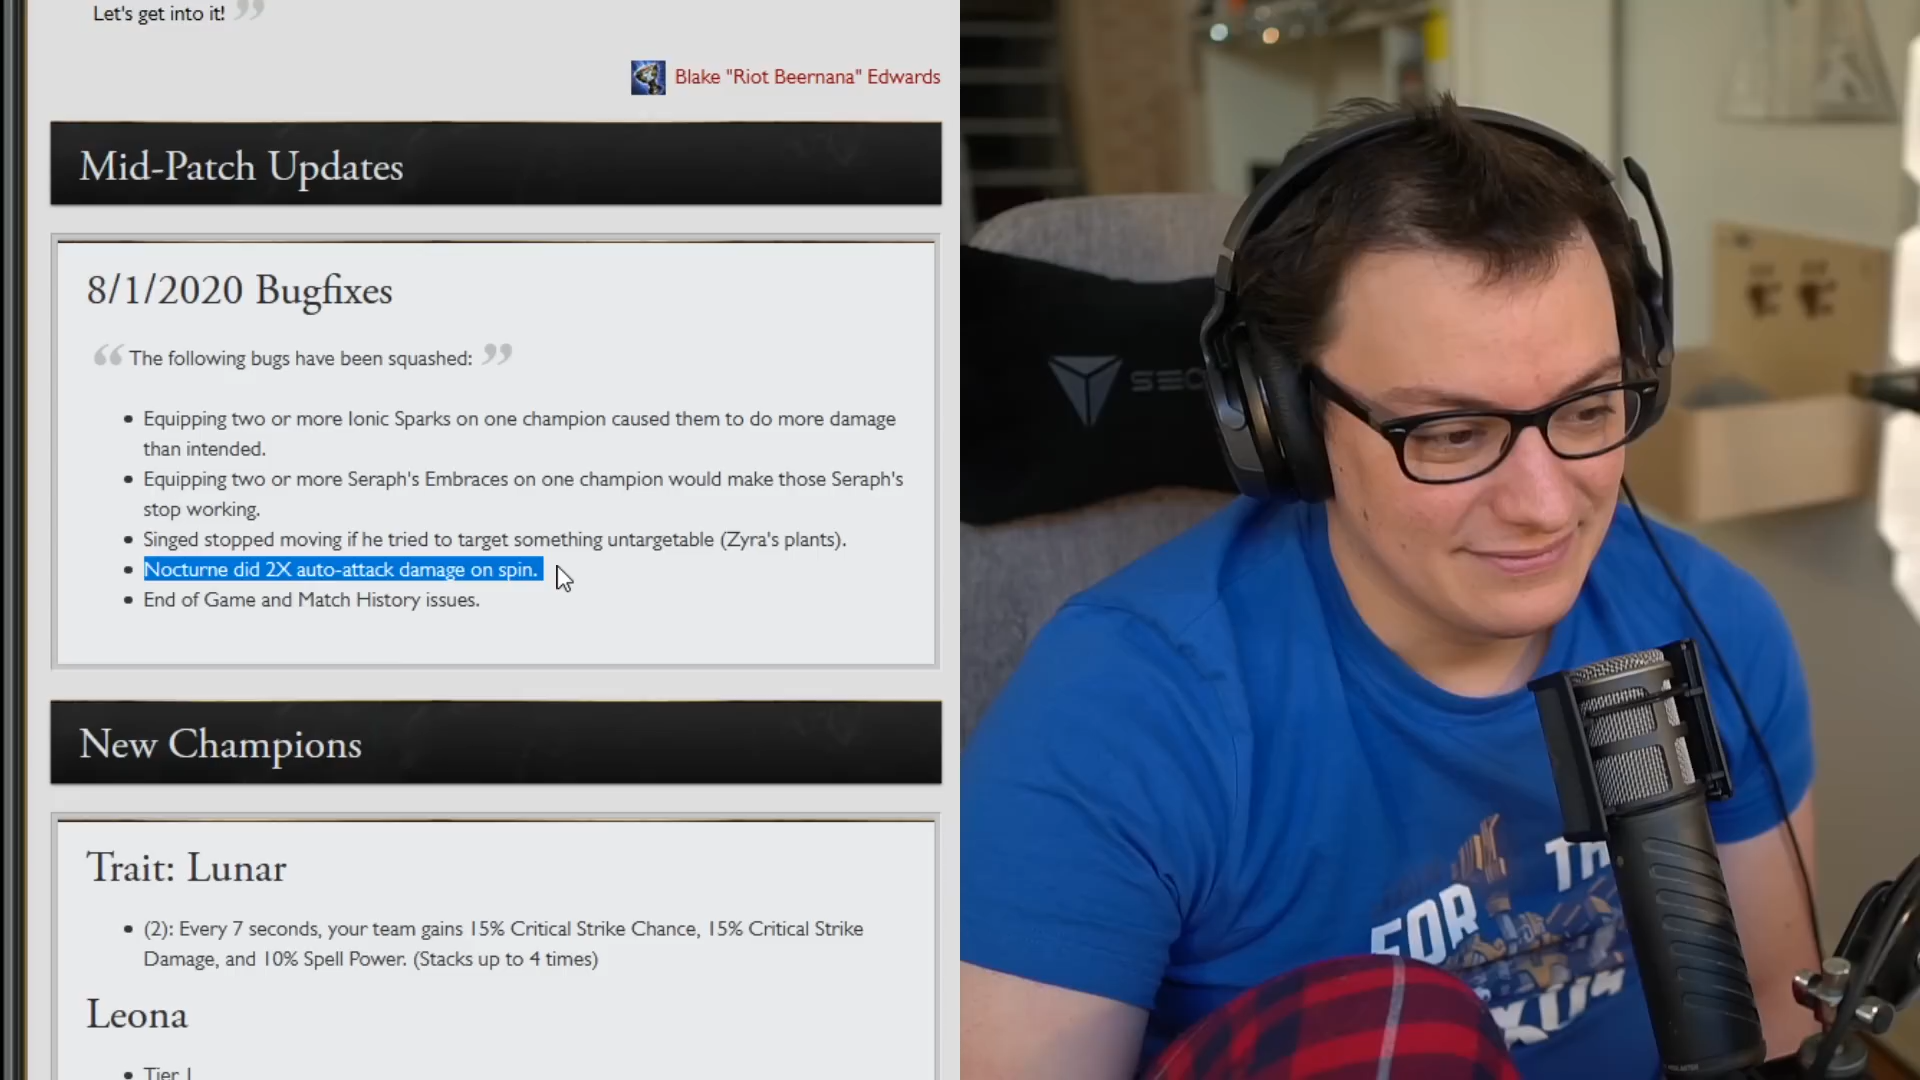 Let's get into it! ”
Blake "Riot Beernana" Edwards
Mid-Patch Updates
8/1/2020 Bugfixes
“ The following bugs have been squashed: ”
• Equipping two or more Ionic Sparks on one champion caused them to do more damage
than intended.
• Equipping two or more Seraph's Embraces on one champion would make those Seraph's
stop working.
• Singed stopped moving if he tried to target something untargetable (Zyra's plants).
• Nocturne did 2X auto-attack damage on spin.
• End of Game and Match History issues.
New Champions
Trait: Lunar
• (2): Every 7 seconds, your team gains 15% Critical Strike Chance, 15% Critical Strike
Damage, and 10% Spell Power. (Stacks up to 4 times)
Leona
• Tier 1
SEC
FOR